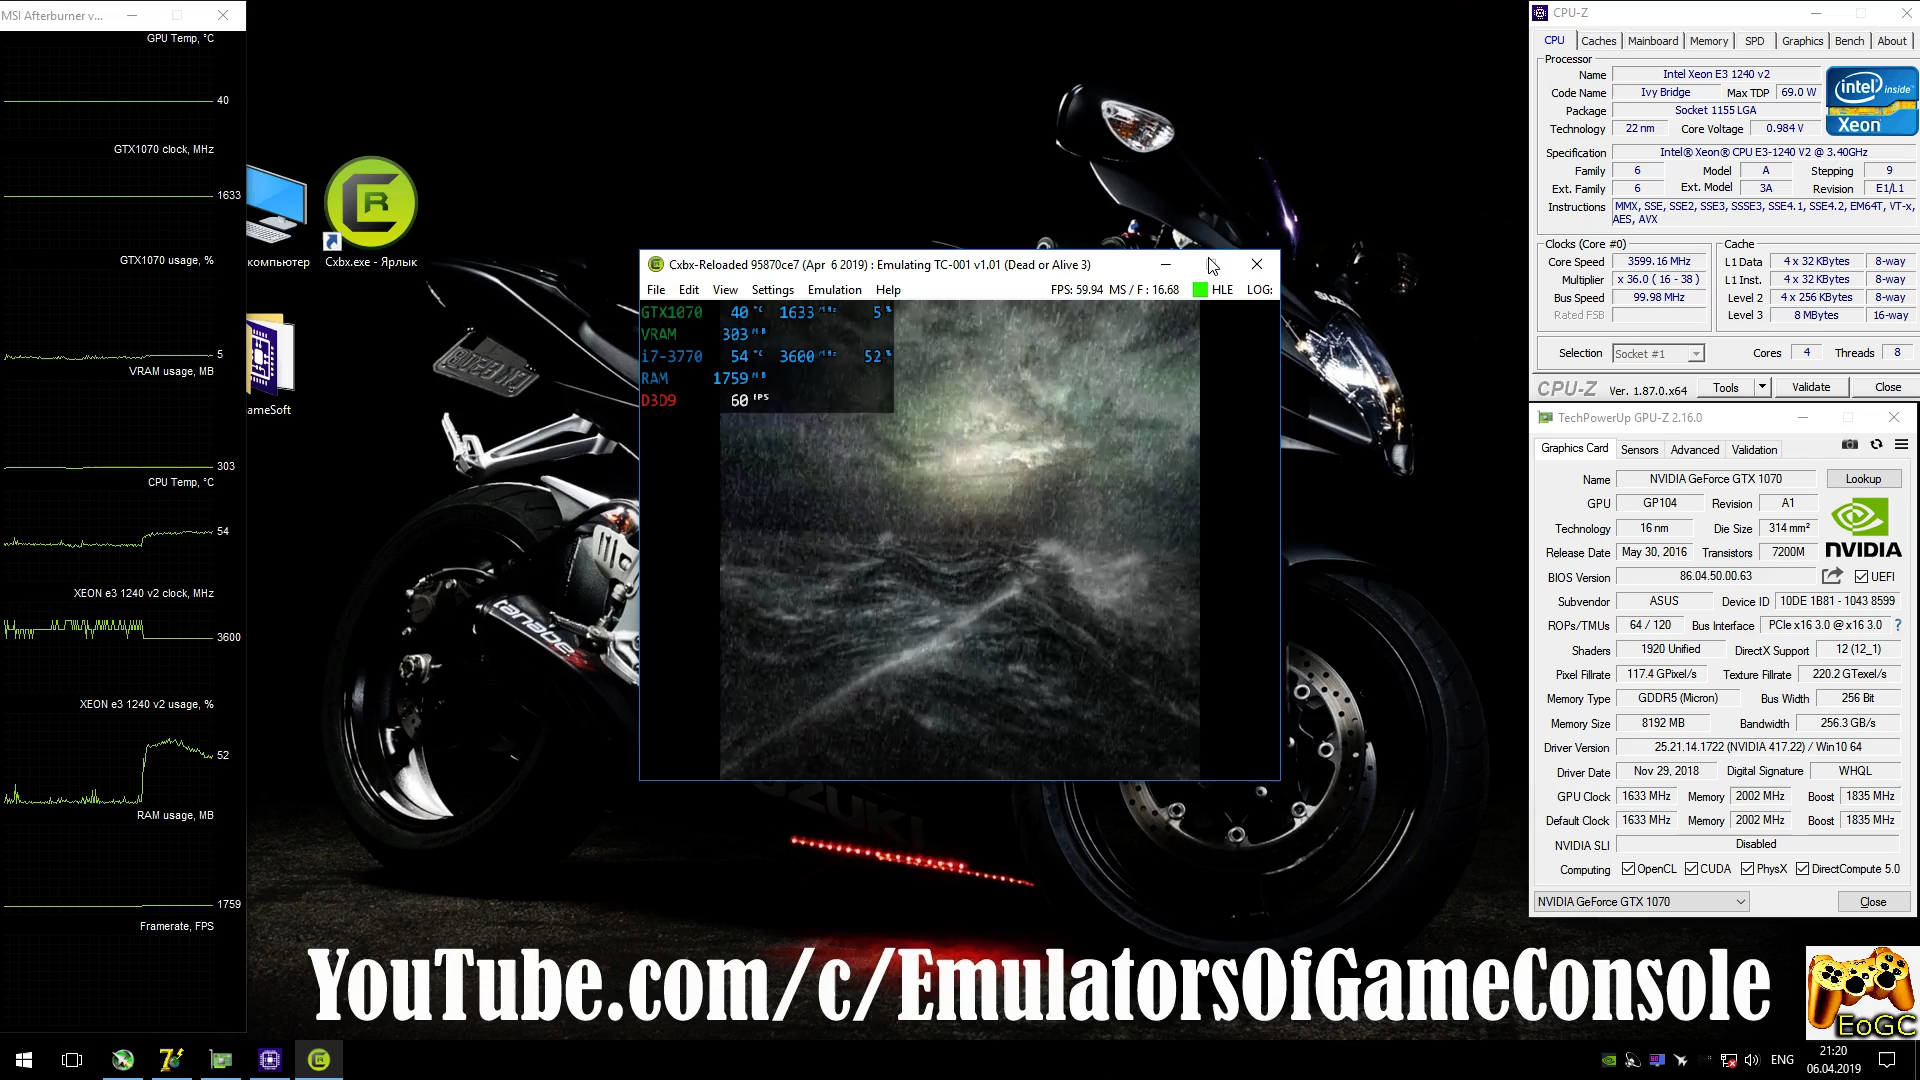 MSI Afterburner v...
GPU Temp, °C
40
GTX1070 clock, MHz
1633
GTX1070 usage, %
5
VRAM usage, MB
303
CPU Temp, °C
54
XEON e3 1240 v2 clock, MHz
3600
XEON e3 1240 v2 usage, %
52
RAM usage, MB
1759
Framerate, FPS
компьютер
Cxbx.exe - Ярлык
ameSoft
Cxbx-Reloaded 95870ce7 (Apr 6 2019) : Emulating TC-001 v1.01 (Dead or Alive 3)
File Edit View Settings Emulation Help FPS: 59.94 MS / F : 16.68 HLE LOG:
GTX1070 40 °C 1633 MHz 5 %
VRAM 303 MB
i7-3770 54 °C 3600 MHz 52 %
RAM 1759 MB
D3D9 60 FPS
SUZUKI
tanabe
CPU-Z
CPU Caches Mainboard Memory SPD Graphics Bench About
Processor
Name Intel Xeon E3 1240 v2
Code Name Ivy Bridge Max TDP 69.0 W
Package Socket 1155 LGA
Technology 22 nm Core Voltage 0.984 V
intel inside™
Xeon
Specification Intel® Xeon® CPU E3-1240 V2 @ 3.40GHz
Family 6 Model A Stepping 9
Ext. Family 6 Ext. Model 3A Revision E1/L1
Instructions MMX, SSE, SSE2, SSE3, SSSE3, SSE4.1, SSE4.2, EM64T, VT-x,
AES, AVX
Clocks (Core #0) Cache
Core Speed 3599.16 MHz L1 Data 4 x 32 KBytes 8-way
Multiplier x 36.0 ( 16 - 38 ) L1 Inst. 4 x 32 KBytes 8-way
Bus Speed 99.98 MHz Level 2 4 x 256 KBytes 8-way
Rated FSB Level 3 8 MBytes 16-way
Selection Socket #1 Cores 4 Threads 8
CPU-Z Ver. 1.87.0.x64 Tools Validate Close
TechPowerUp GPU-Z 2.16.0
Graphics Card Sensors Advanced Validation
Name NVIDIA GeForce GTX 1070 Lookup
GPU GP104 Revision A1
Technology 16 nm Die Size 314 mm²
Release Date May 30, 2016 Transistors 7200M
NVIDIA
BIOS Version 86.04.50.00.63 UEFI
Subvendor ASUS Device ID 10DE 1B81 - 1043 8599
ROPs/TMUs 64 / 120 Bus Interface PCIe x16 3.0 @ x16 3.0 ?
Shaders 1920 Unified DirectX Support 12 (12_1)
Pixel Fillrate 117.4 GPixel/s Texture Fillrate 220.2 GTexel/s
Memory Type GDDR5 (Micron) Bus Width 256 Bit
Memory Size 8192 MB Bandwidth 256.3 GB/s
Driver Version 25.21.14.1722 (NVIDIA 417.22) / Win10 64
Driver Date Nov 29, 2018 Digital Signature WHQL
GPU Clock 1633 MHz Memory 2002 MHz Boost 1835 MHz
Default Clock 1633 MHz Memory 2002 MHz Boost 1835 MHz
NVIDIA SLI Disabled
Computing OpenCL CUDA PhysX DirectCompute 5.0
NVIDIA GeForce GTX 1070 Close
YouTube.com/c/EmulatorsOfGameConsole
EoGC
ENG
21:20
06.04.2019